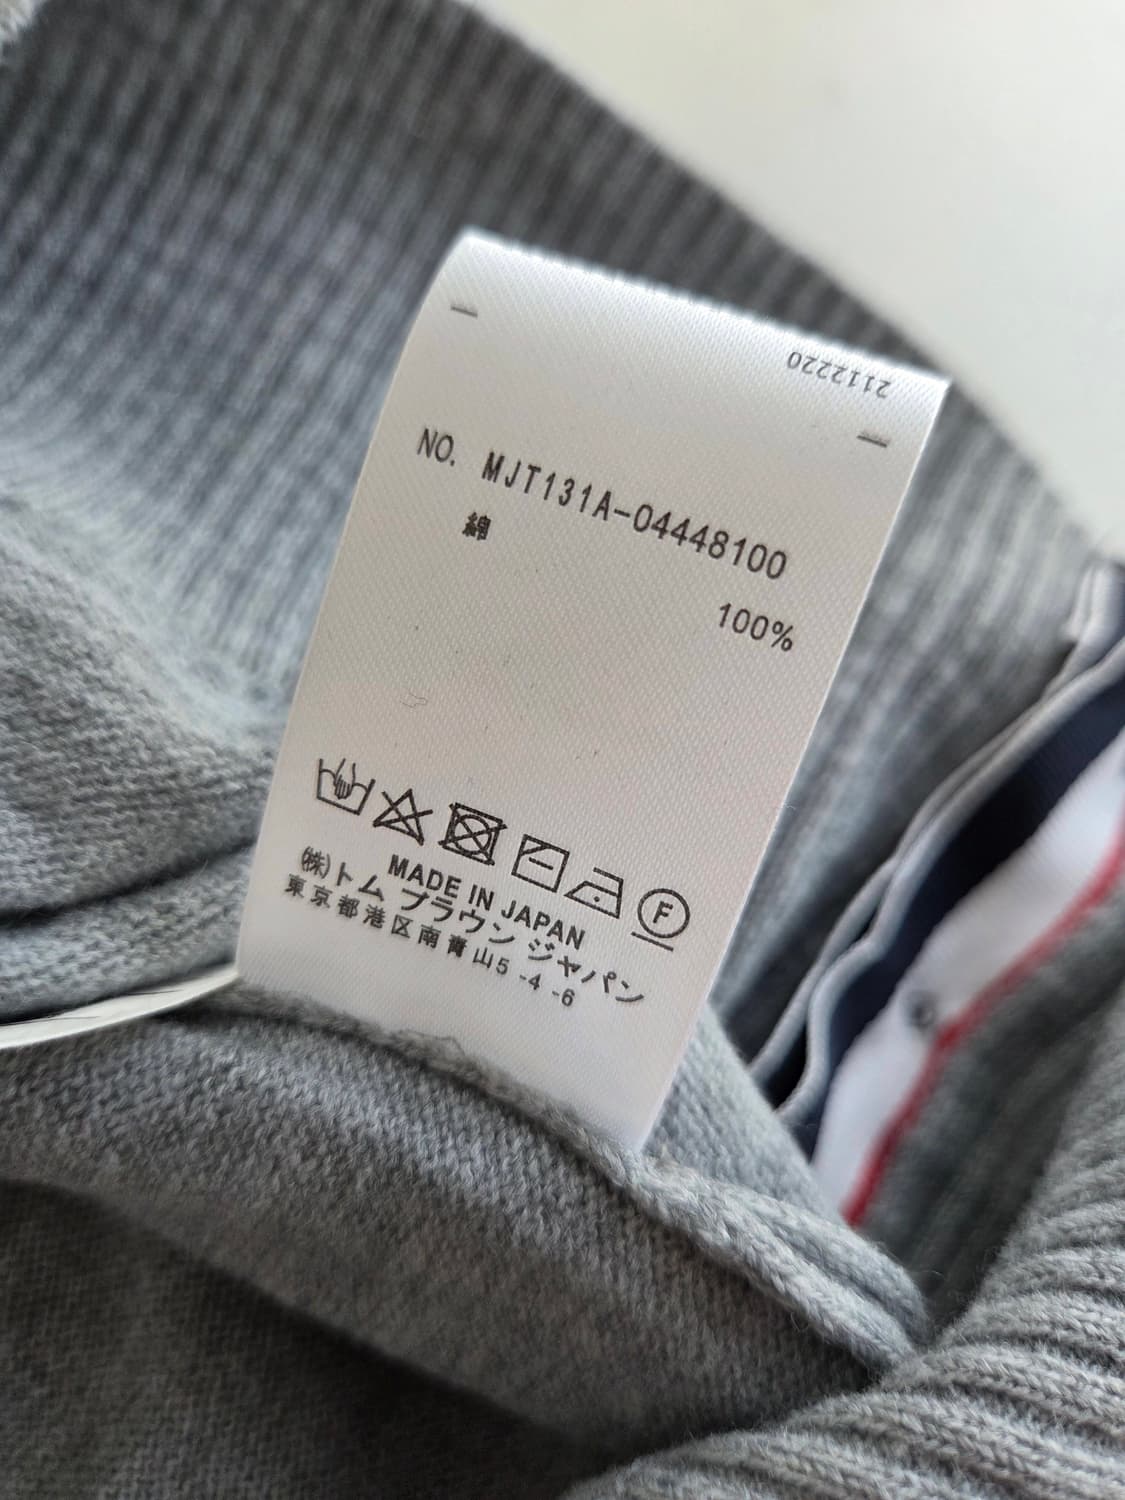 2112220
NO. MJT131A-04448100
綿
100%
F
MADE IN JAPAN
(株)トム ブラウン ジャパン
東京都港区南青山5-4-6